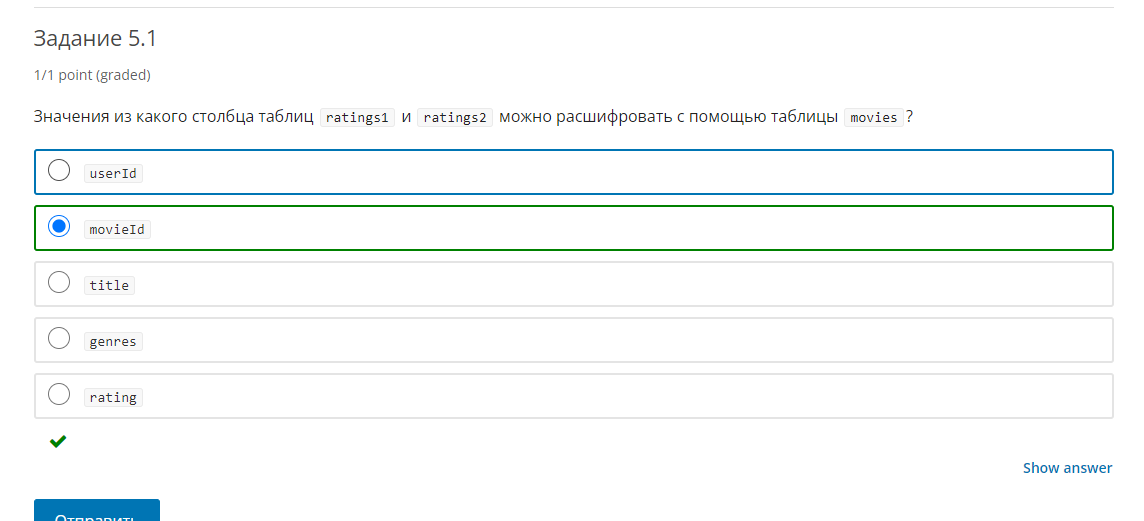 Задание 5.1
1/1 point (graded)
Значения из какого столбца таблиц ratings1 и ratings2 можно расшифровать с помощью таблицы movies ?
userId
movieId
title
genres
rating
Show answer
Отправить